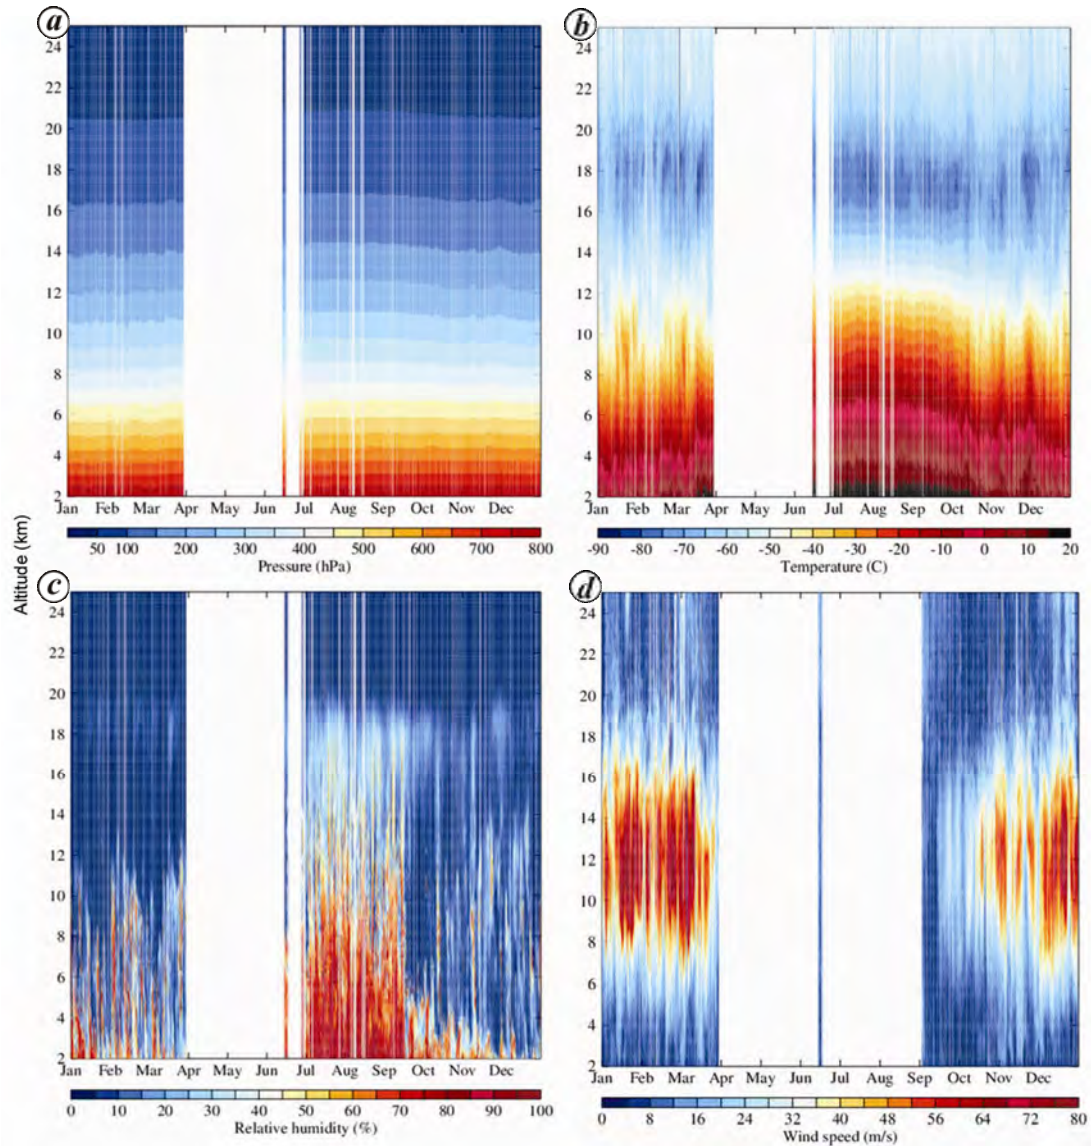 a
b
24
22
20
18
16
14
12
10
8
6
4
2
Jan Feb Mar Apr May Jun Jul Aug Sep Oct Nov Dec
50 100 200 300 400 500 600 700 800
Pressure (hPa)
24
22
20
18
16
14
12
10
8
6
4
2
Jan Feb Mar Apr May Jun Jul Aug Sep Oct Nov Dec
-90 -80 -70 -60 -50 -40 -30 -20 -10 0 10 20
Temperature (C)
Altitude (km)
c
d
24
22
20
18
16
14
12
10
8
6
4
2
Jan Feb Mar Apr May Jun Jul Aug Sep Oct Nov Dec
0 10 20 30 40 50 60 70 80 90 100
Relative humidity (%)
24
22
20
18
16
14
12
10
8
6
4
2
Jan Feb Mar Apr May Jun Jul Aug Sep Oct Nov Dec
0 8 16 24 32 40 48 56 64 72 80
Wind speed (m/s)